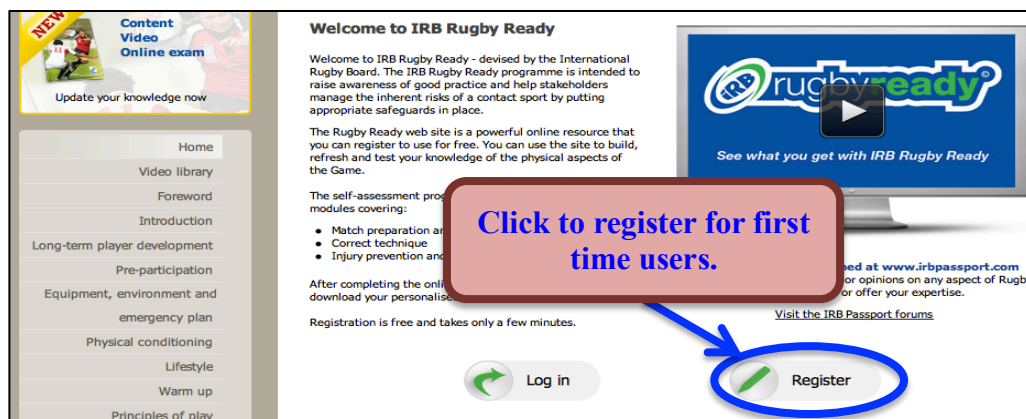 NEW
Content
Video
Online exam
Update your knowledge now
Home
Video library
Foreword
Introduction
Long-term player development
Pre-participation
Equipment, environment and
emergency plan
Physical conditioning
Lifestyle
Warm up
Principles of play
Welcome to IRB Rugby Ready
Welcome to IRB Rugby Ready - devised by the International
Rugby Board. The IRB Rugby Ready programme is intended to
raise awareness of good practice and help stakeholders
manage the inherent risks of a contact sport by putting
appropriate safeguards in place.
The Rugby Ready web site is a powerful online resource that
you can register to use for free. You can use the site to build,
refresh and test your knowledge of the physical aspects of
the Game.
The self-assessment
modules covering:
Match preparation
Correct technique
Injury prevention
After completing the
download your
Registration is free and takes only a few minutes.
Log in
IRB rugbyready
See what you get with IRB Rugby Ready
Click to register for first
time users.
at www.irbpassport.com
or opinions on any aspect of
or offer your expertise.
Visit the IRB Passport forums
Register